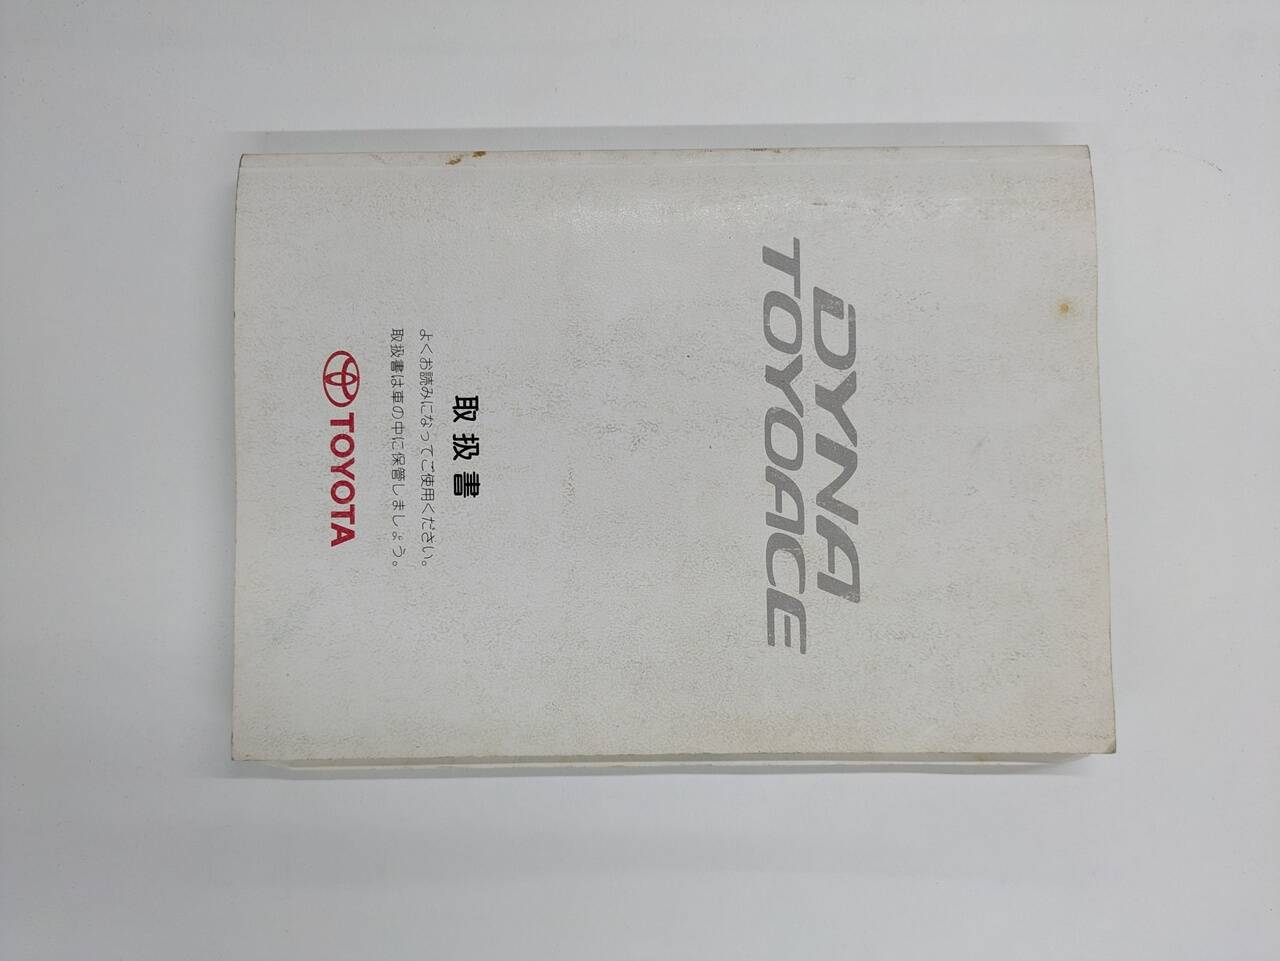 DYNA
TOYOACE
取扱書
よくお読みになってご使用ください。
取扱書は車の中に保管しましょう。
TOYOTA